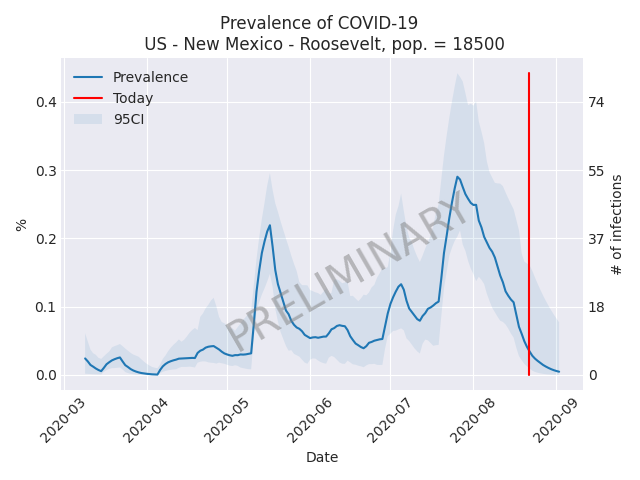 Prevalence of COVID-19
US - New Mexico - Roosevelt, pop. = 18500
Prevalence
Today
95CI
PRELIMINARY
%
0.4
0.3
0.2
0.1
0.0
74
55
37
18
0
# of infections
2020-03
2020-04
2020-05
2020-06
2020-07
2020-08
2020-09
Date